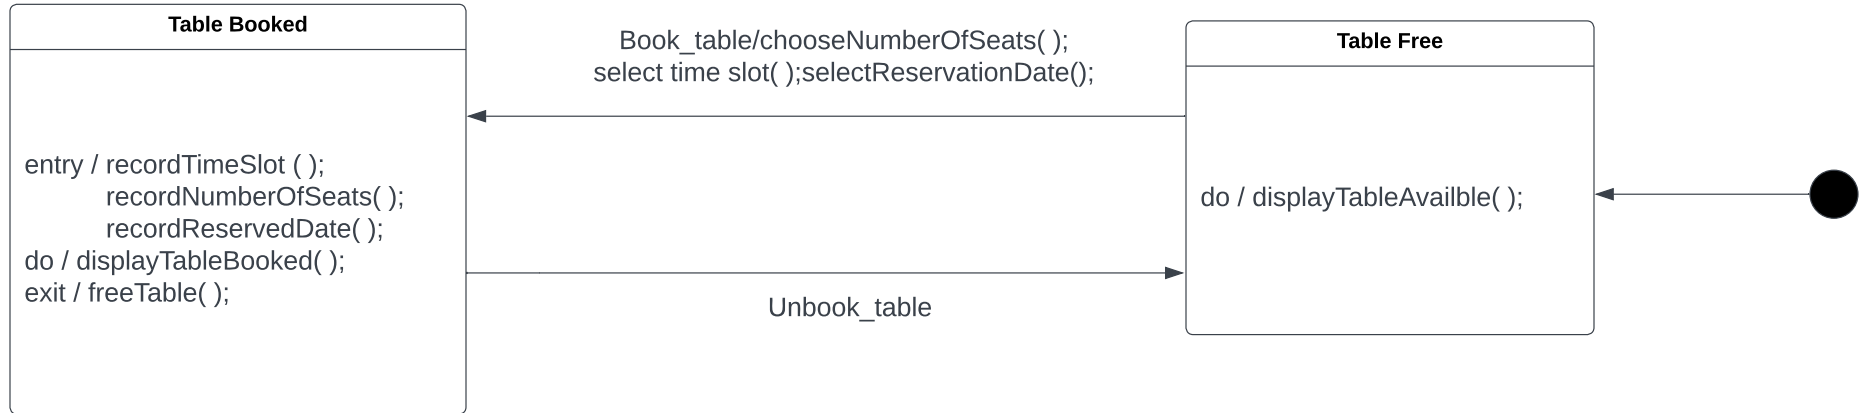 Table Booked
entry / recordTimeSlot ( );
recordNumberOfSeats( );
recordReservedDate( );
do / displayTableBooked( );
exit / freeTable( );
Book_table/chooseNumberOfSeats( );
select time slot( );selectReservationDate();
Unbook_table
Table Free
do / displayTableAvailble( );